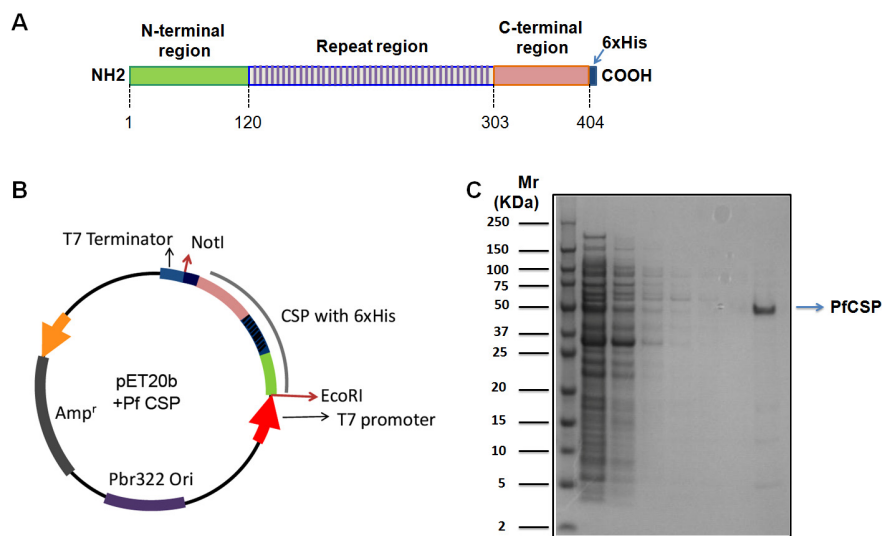 A
N-terminal
region
Repeat region
C-terminal
region
6xHis
NH2
COOH
1
120
303
404
B
T7 Terminator
NotI
CSP with 6xHis
EcoRI
T7 promoter
pET20b
+Pf CSP
Ampr
Pbr322 Ori
C
Mr
(KDa)
250
150
100
75
50
37
25
20
15
10
5
2
PfCSP